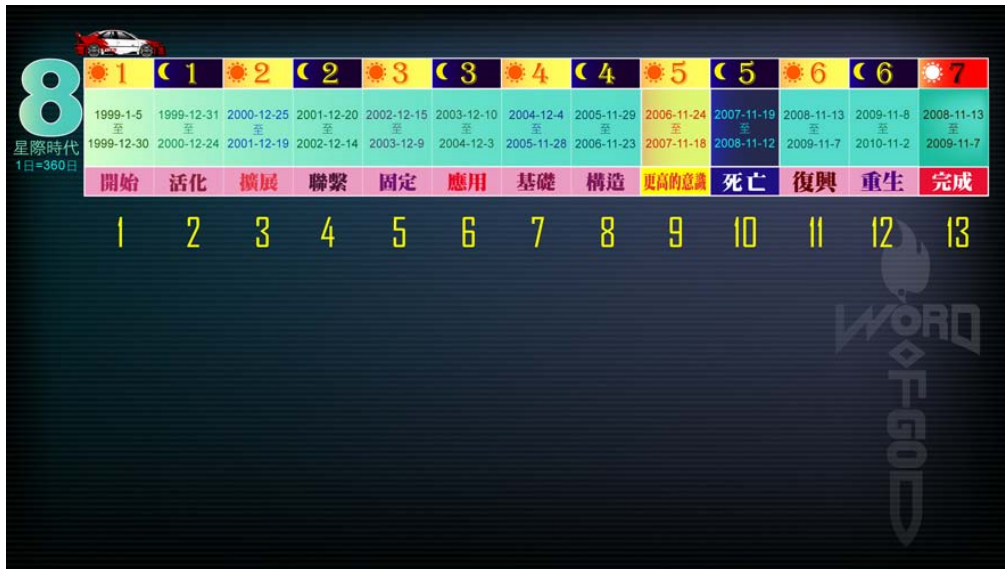 1 1 2 2 3 3 4 4 5 5 6 6 7
8
1999-1-5 1999-12-31 2000-12-25 2001-12-20 2002-12-15 2003-12-10 2004-12-4 2005-11-29 2006-11-24 2007-11-19 2008-11-13 2009-11-8 2008-11-13
至 至 至 至 至 至 至 至 至 至 至 至 至
1999-12-30 2000-12-24 2001-12-19 2002-12-14 2003-12-9 2004-12-3 2005-11-28 2006-11-23 2007-11-18 2008-11-12 2009-11-7 2010-11-2 2009-11-7
星際時代
1日=360日
開始 活化 擴展 聯繫 固定 應用 基礎 構造 更高的意識 死亡 復興 重生 完成
1 2 3 4 5 6 7 8 9 10 11 12 13
WORD
OF GOD